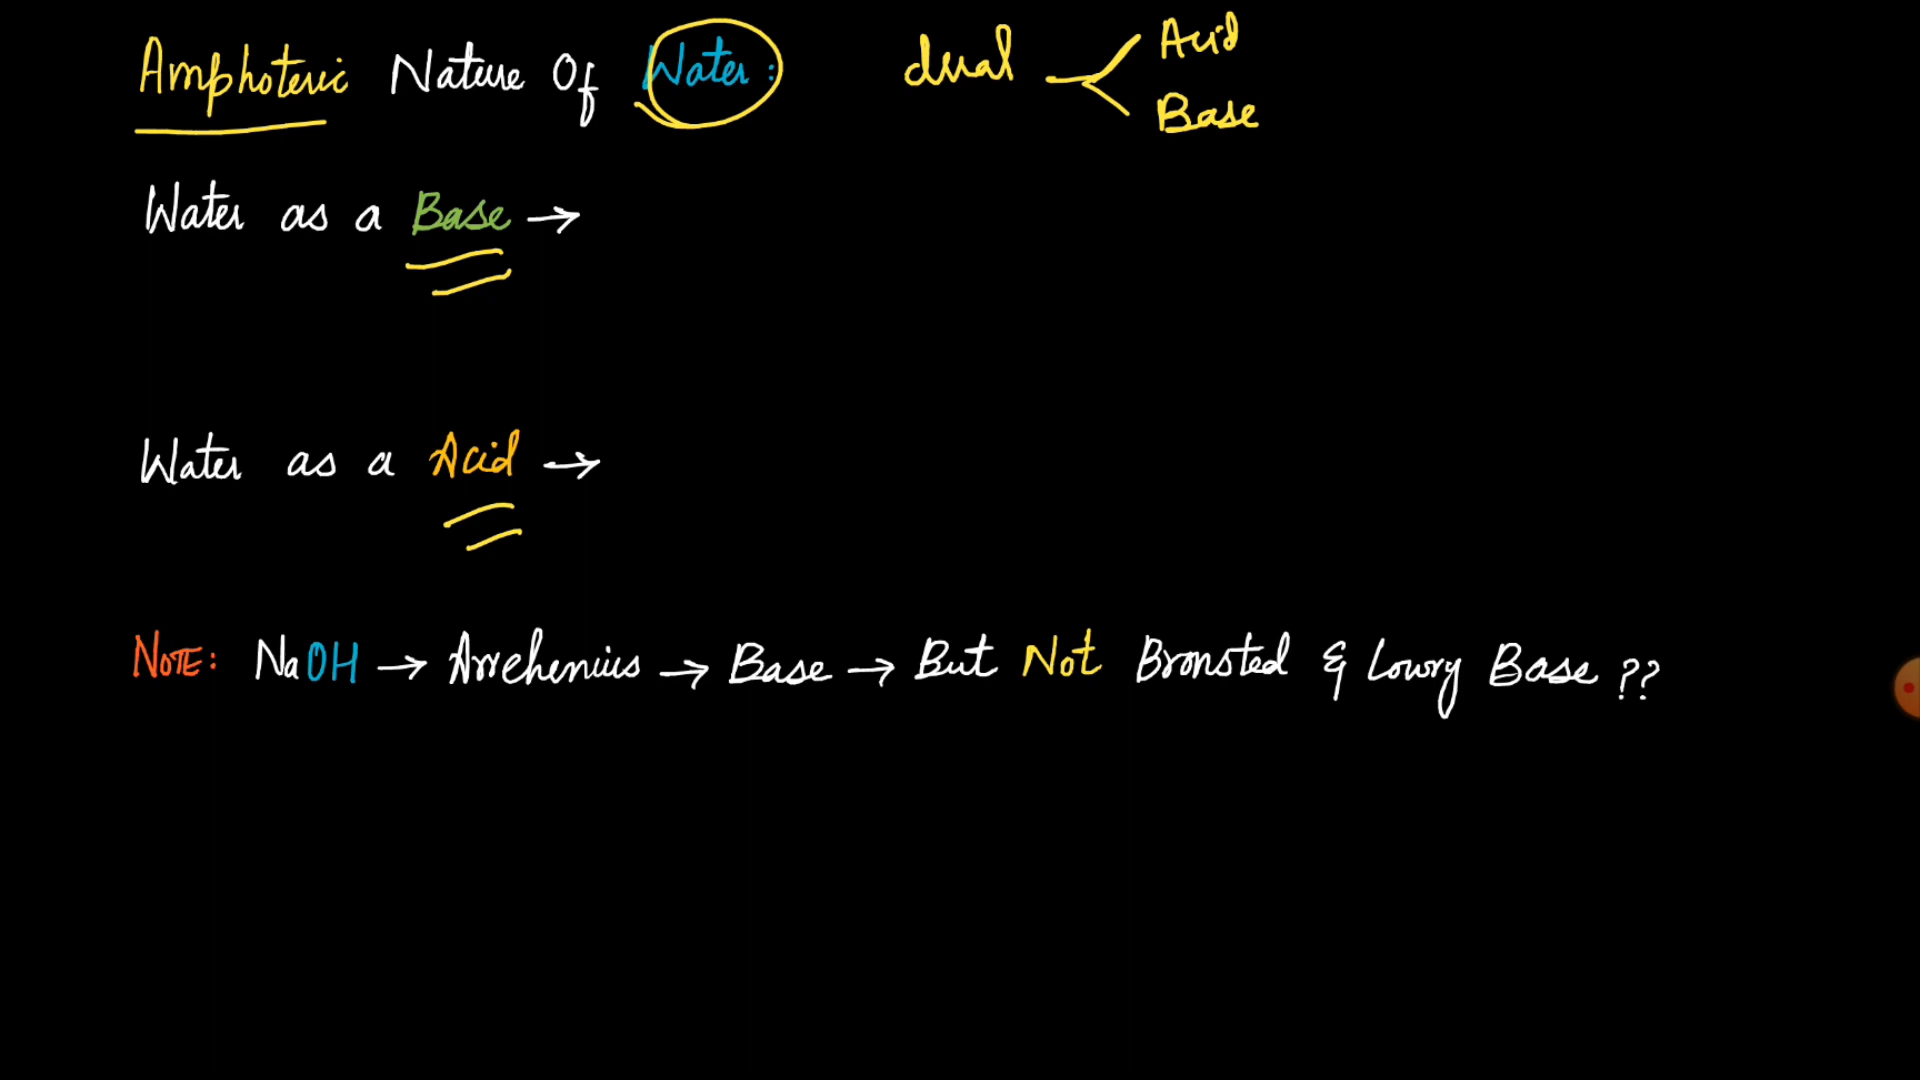 Amphoteric Nature Of Water: dual Acid
Base
Water as a Base →
Water as a Acid →
NOTE: NaOH → Arrehenius → Base → But Not Bronsted & Lowry Base ??